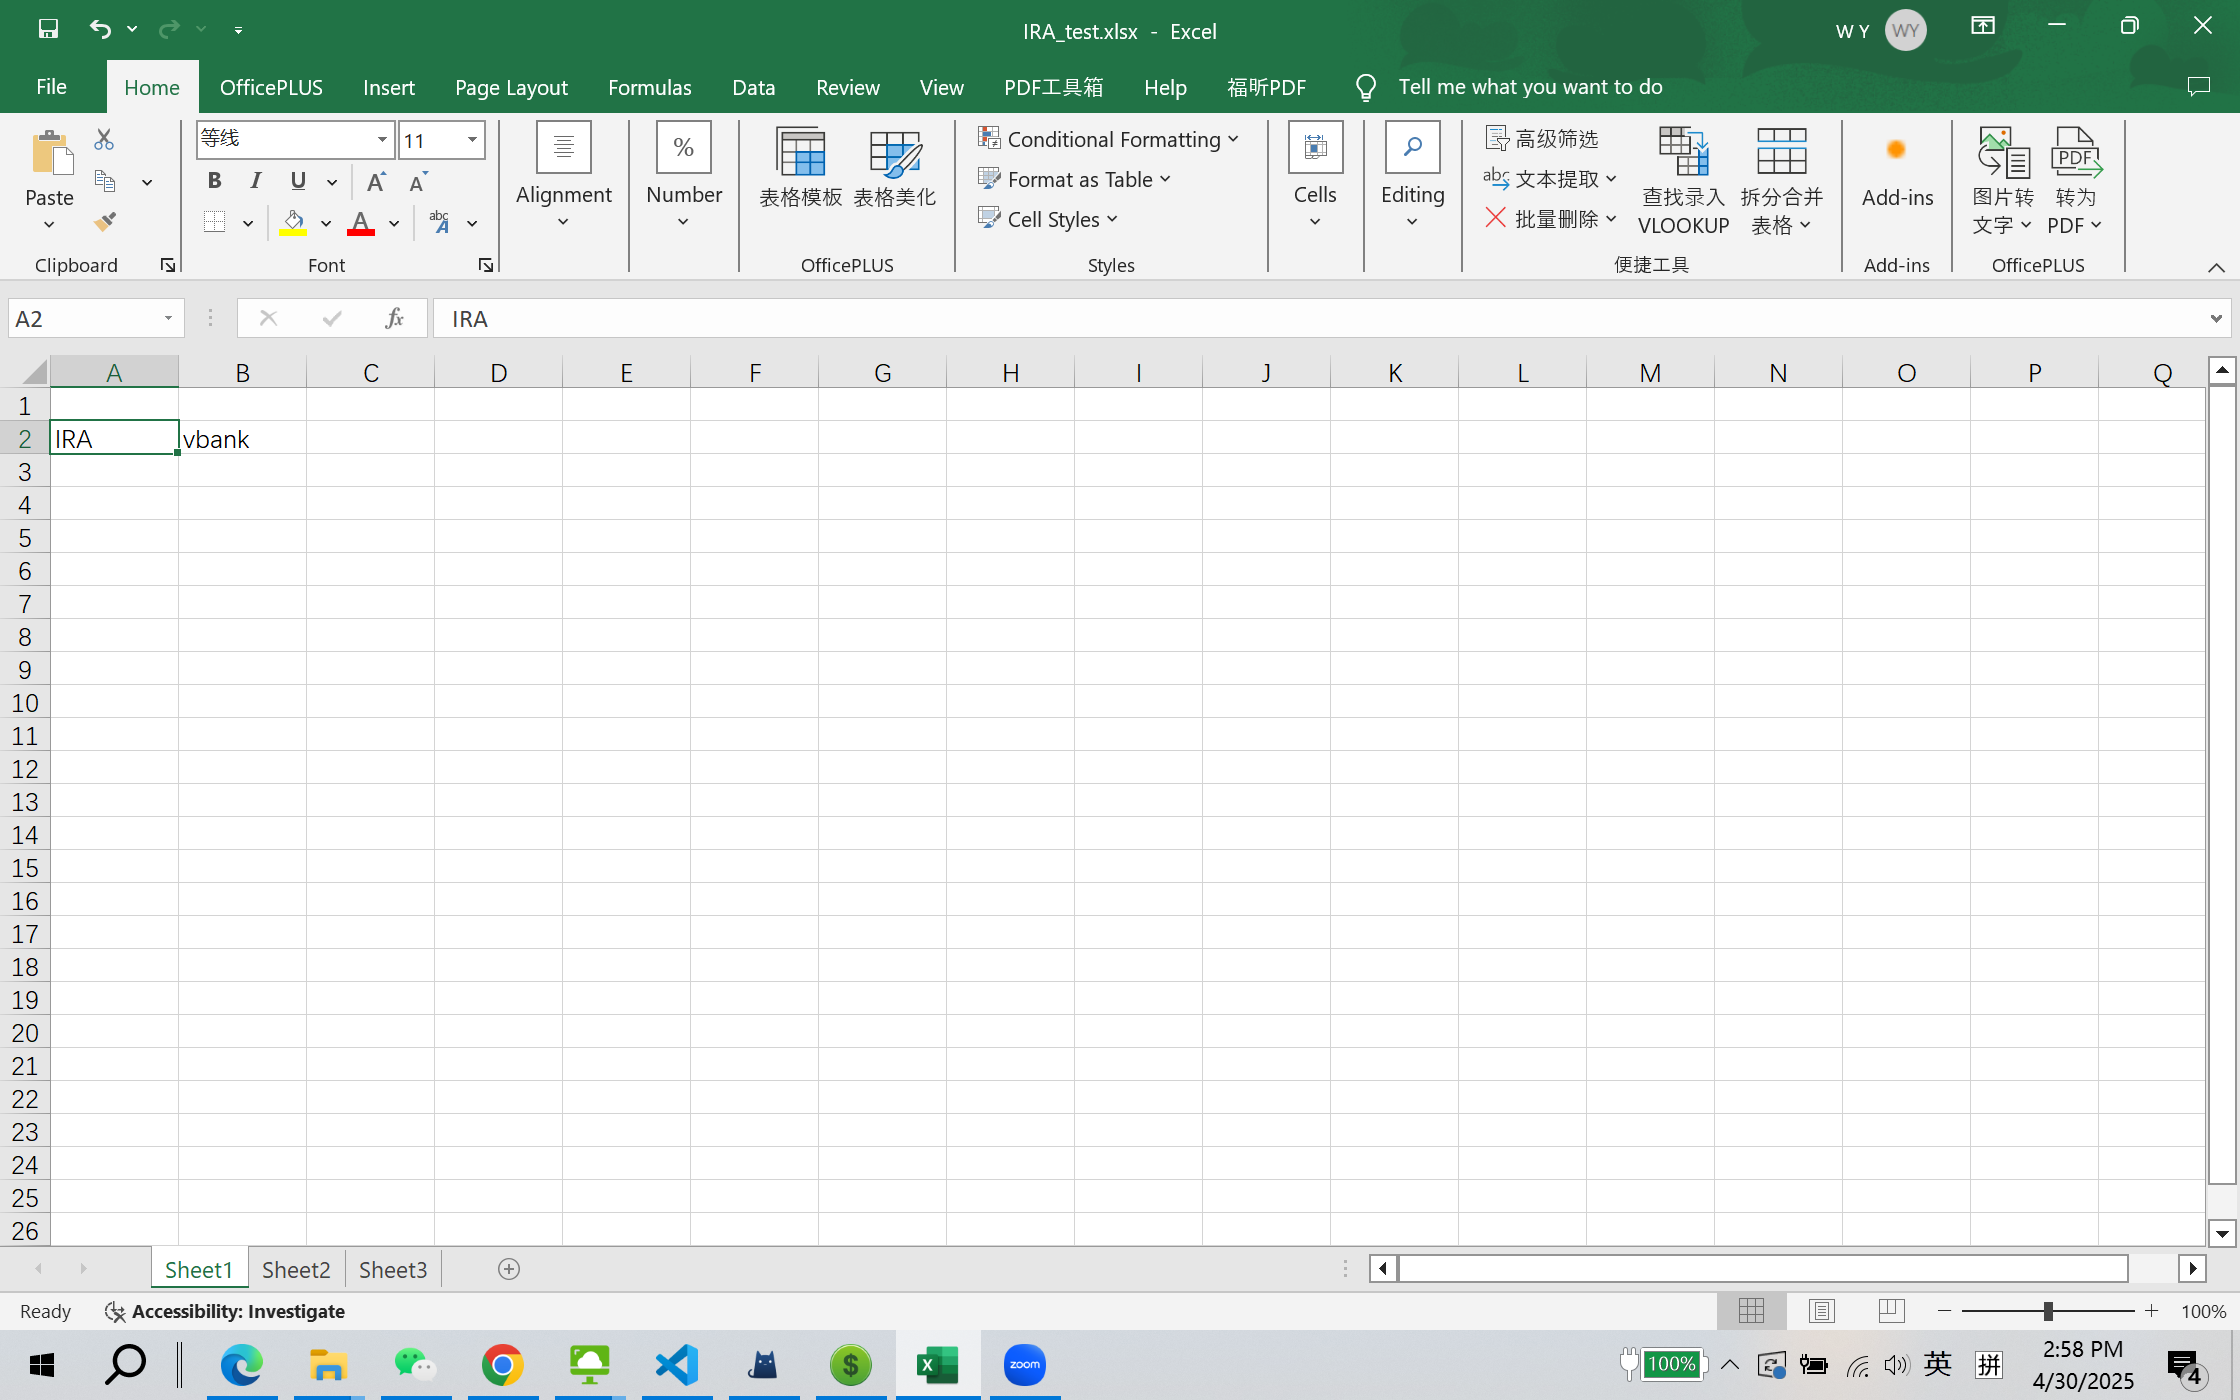 IRA_test.xlsx - Excel
W Y
WY
File
Home
OfficePLUS
Insert
Page Layout
Formulas
Data
Review
View
PDF工具箱
Help
福昕PDF
Tell me what you want to do
Paste
Clipboard
等线
11
B I U
Font
Alignment
%
Number
表格模板
表格美化
OfficePLUS
Conditional Formatting
Format as Table
Cell Styles
Styles
Cells
Editing
高级筛选
文本提取
批量删除
查找录入
VLOOKUP
拆分合并
表格
便捷工具
Add-ins
Add-ins
图片转
文字
PDF
转为
PDF
OfficePLUS
A2
fx
IRA
A B C D E F G H I J K L M N O P Q
1
2 IRA vbank
3
4
5
6
7
8
9
10
11
12
13
14
15
16
17
18
19
20
21
22
23
24
25
26
Sheet1
Sheet2
Sheet3
Ready
Accessibility: Investigate
100%
zoom
100%
英
拼
2:58 PM
4/30/2025
4